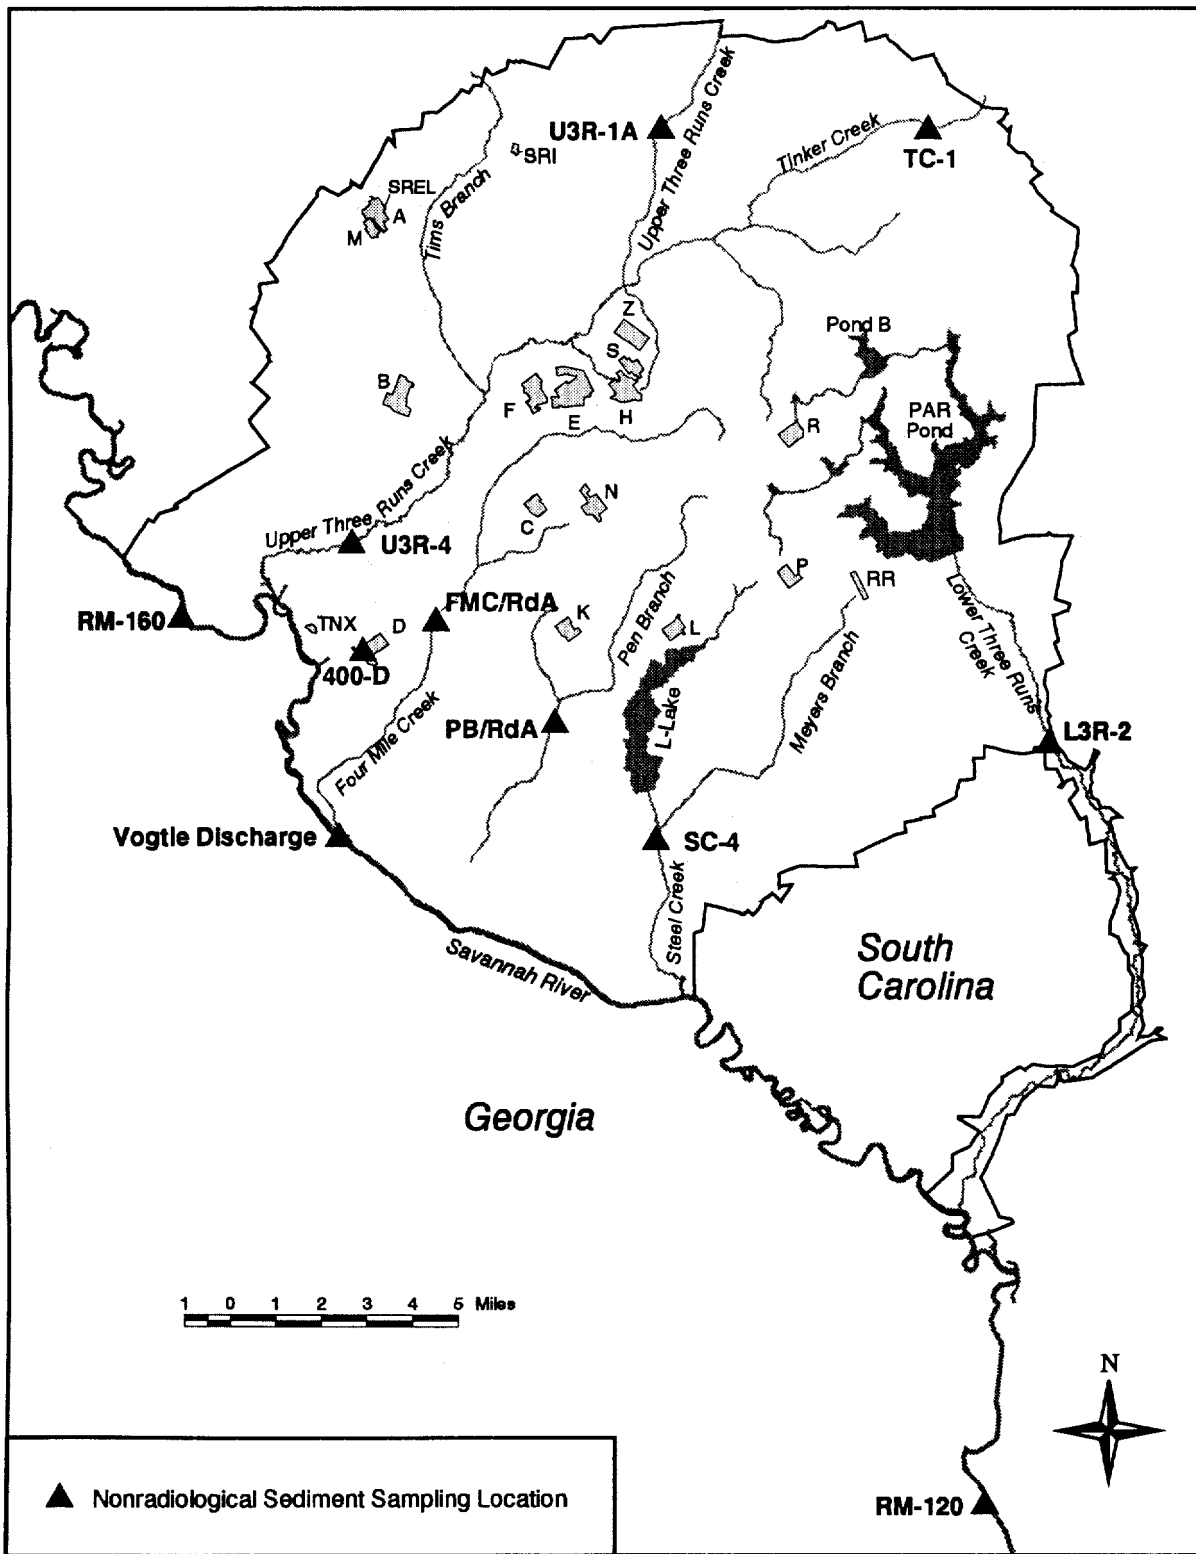 U3R-1A
Upper Three Runs Creek
Tinker Creek
TC-1
SRI
SREL
A
M
Tims Branch
Z
Pond B
S
B
F
E
H
R
PAR
Pond
Upper Three Runs Creek
N
C
U3R-4
P
RR
Lower Three Runs
Creek
RM-160
TNX
D
400-D
FMC/RdA
K
Pen Branch
L
L-Lake
Meyers Branch
L3R-2
PB/RdA
Four Mile Creek
Vogtle Discharge
SC-4
Steel Creek
Savannah River
South
Carolina
Georgia
1 0 1 2 3 4 5 Miles
N
Nonradiological Sediment Sampling Location
RM-120